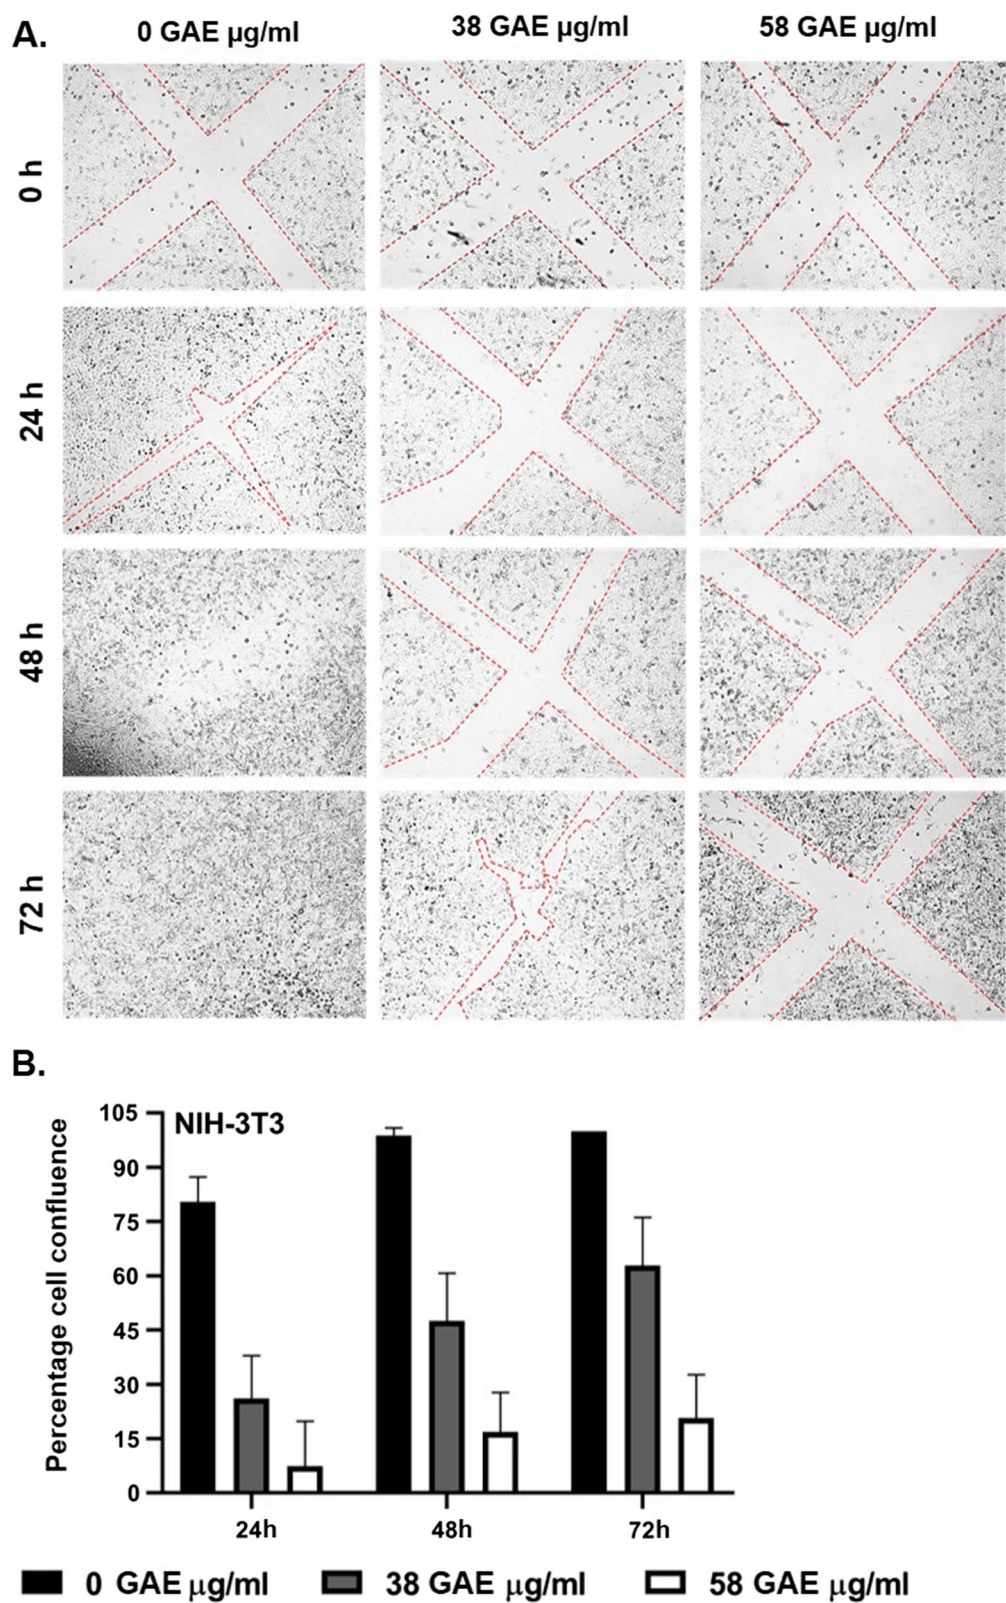 A.
0 GAE µg/ml
38 GAE µg/ml
58 GAE µg/ml
0 h
24 h
48 h
72 h
B.
NIH-3T3
Percentage cell confluence
105
90
75
60
45
30
15
0
24h
48h
72h
0 GAE µg/ml
38 GAE µg/ml
58 GAE µg/ml